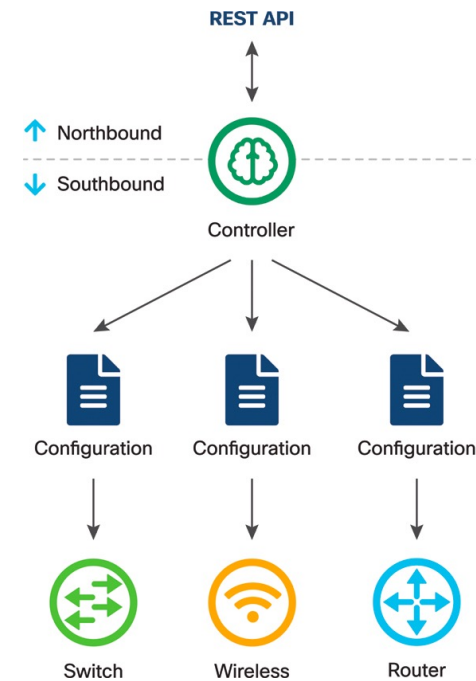 REST API
Northbound
Southbound
Controller
Configuration
Configuration
Configuration
Switch
Wireless
Router